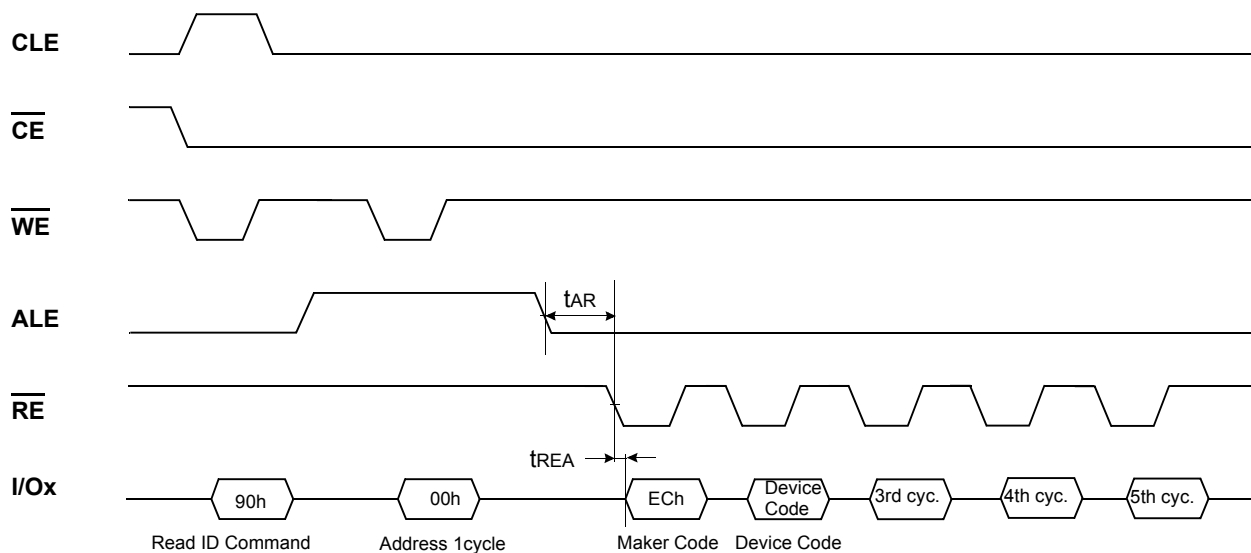 CLE
CE
WE
ALE
tAR
RE
tREA
I/Ox
90h
00h
ECh
Device
Code
3rd cyc.
4th cyc.
5th cyc.
Read ID Command
Address 1cycle
Maker Code
Device Code